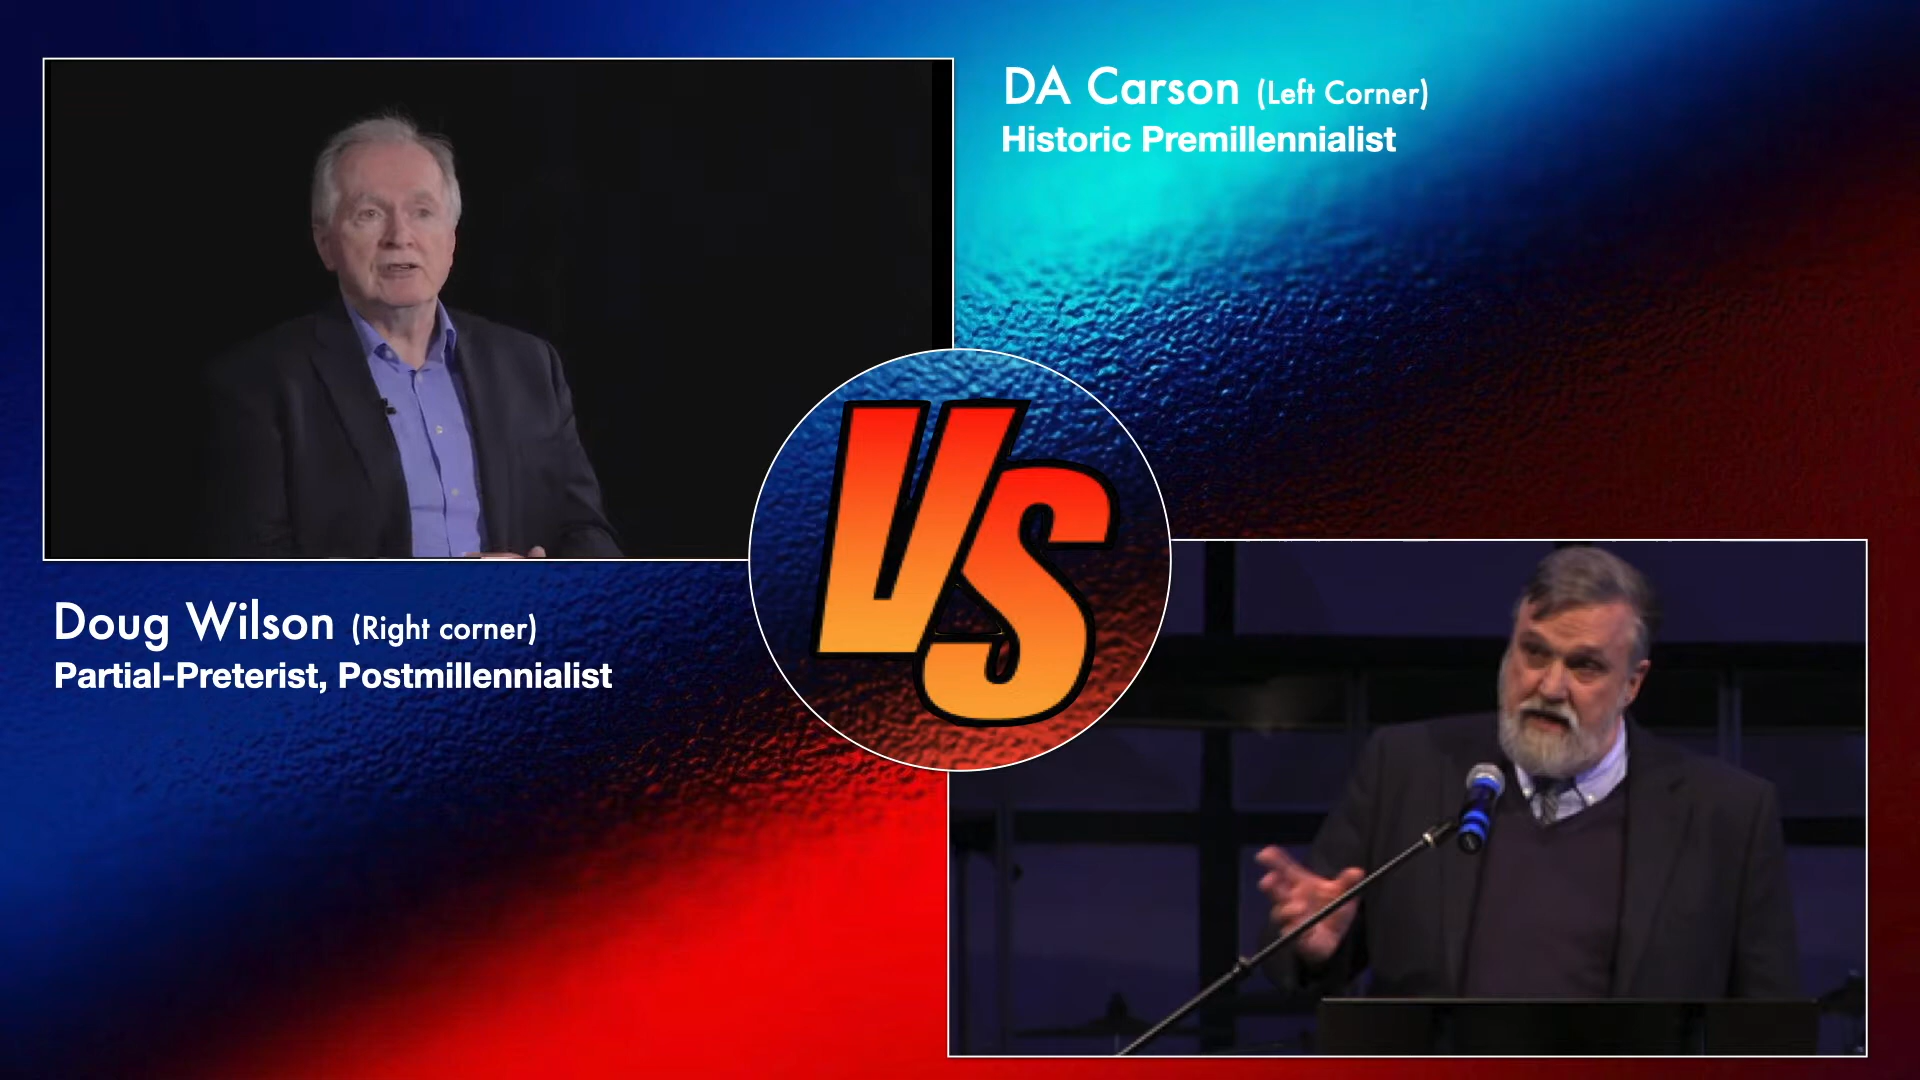 DA Carson (Left Corner)
Historic Premillennialist
VS
Doug Wilson (Right corner)
Partial-Preterist, Postmillennialist